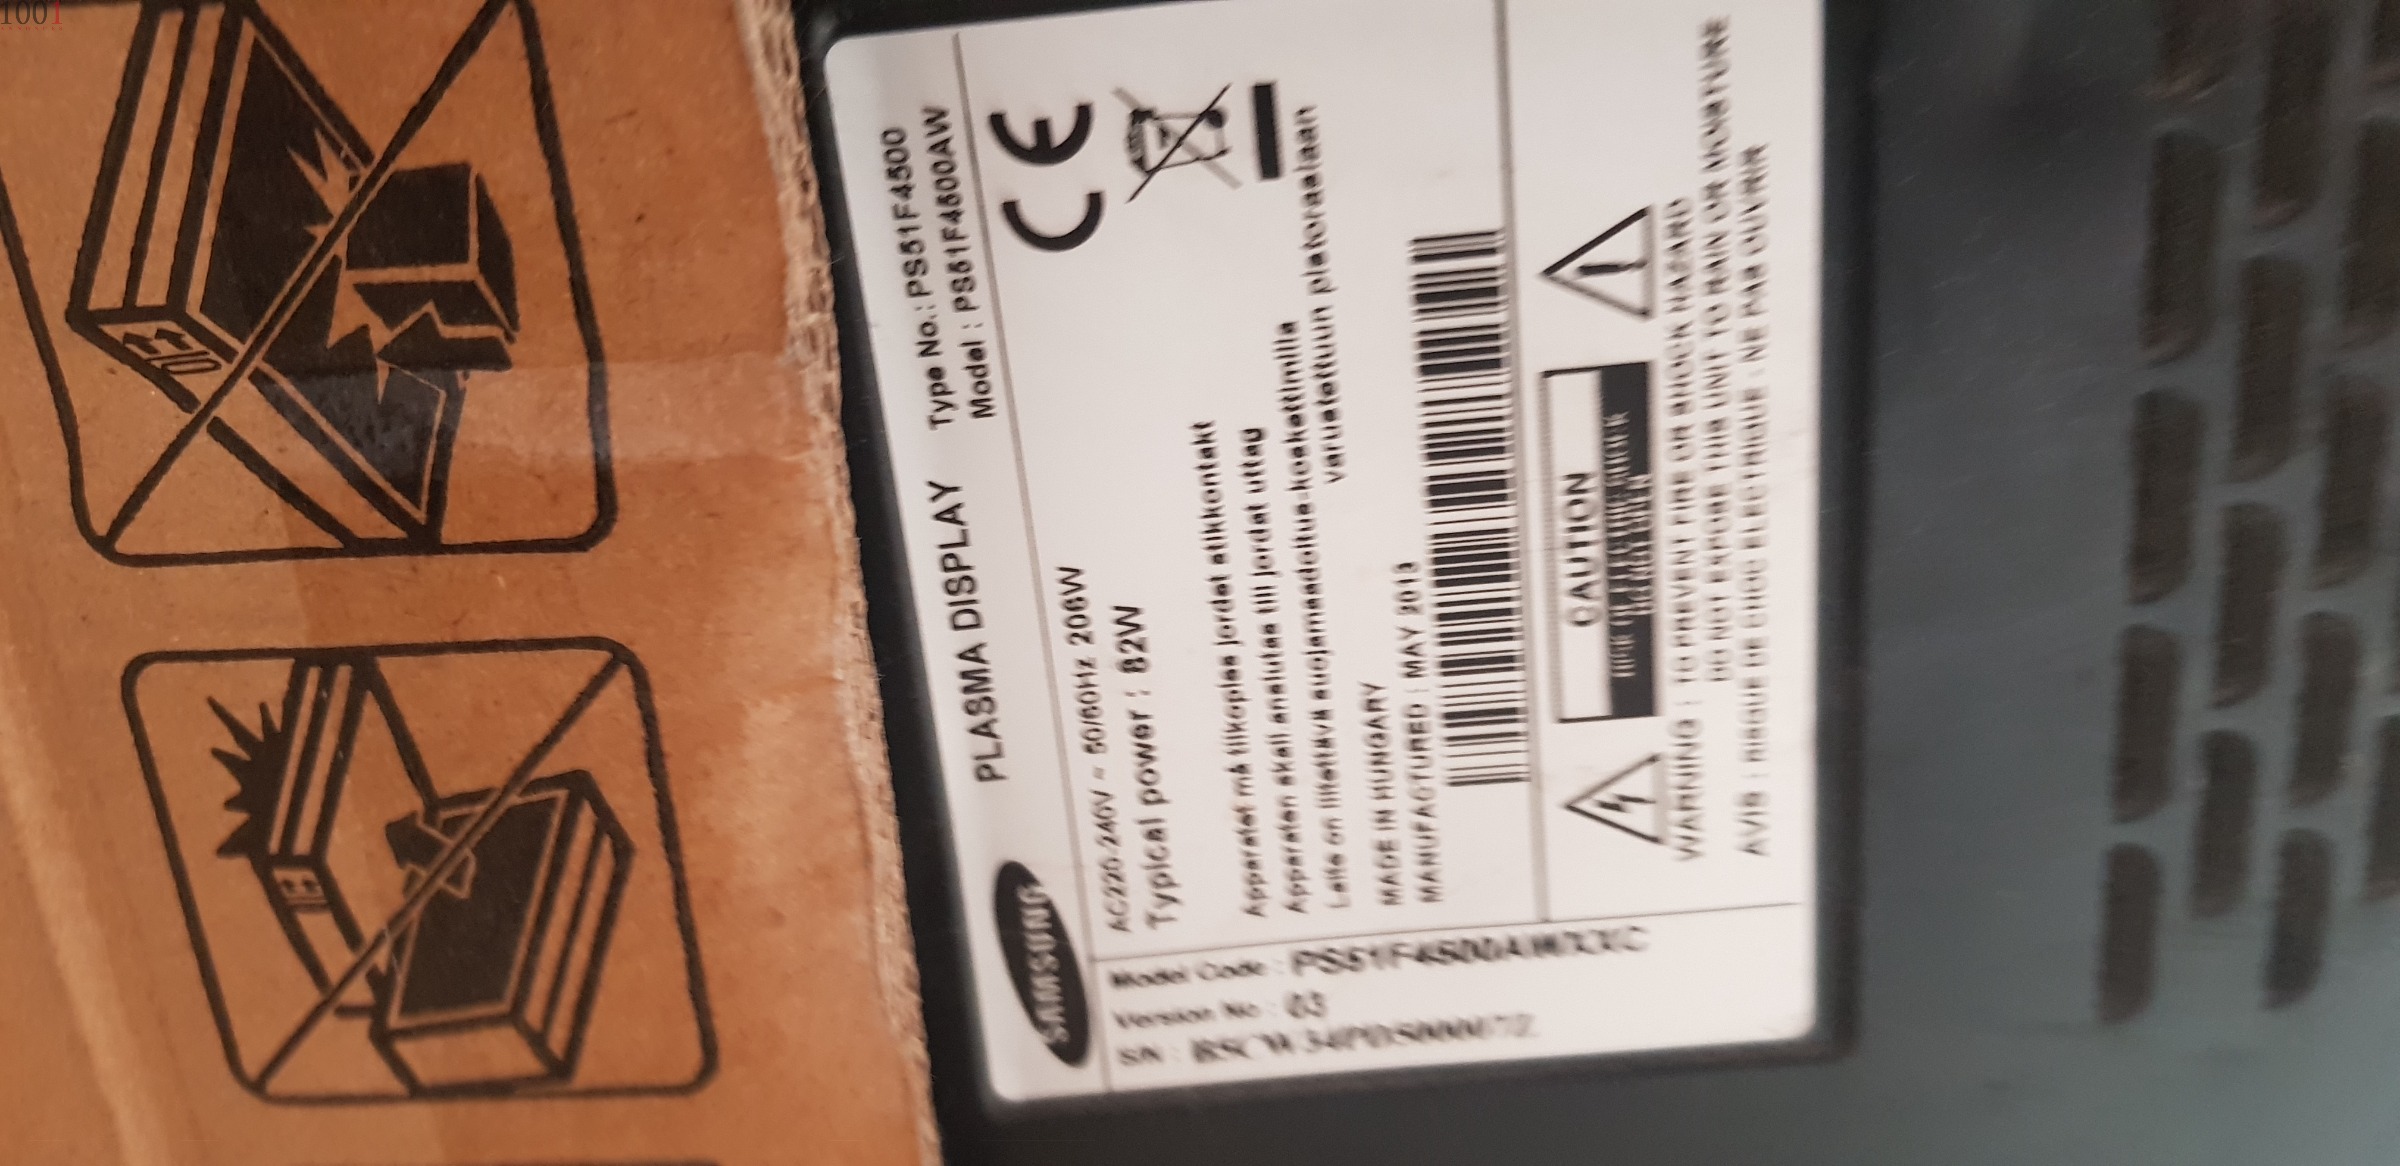 1001
PLASMA DISPLAY
Type No.: PS51F4500
Model : PS51F4500AW
SAMSUNG
CE
AC220-240V ~ 50/60Hz 206W
Typical power : 82W
Apparatet må tilkoples jordet stikkontakt
Apparaten skall anslutas till jordat uttag
Laite on liitettävä suojamaadoitus-koskettimilla
varustettuun pistorasiaan
MADE IN HUNGARY
MANUFACTURED : MAY 2013
CAUTION
WARNING : TO PREVENT FIRE OR SHOCK HAZARD
DO NOT EXPOSE THIS UNIT TO RAIN OR MOISTURE
AVIS : RISQUE DE CHOC ELECTRIQUE - NE PAS OUVRIR
Model Code : PS51F4500AWXXC
Version No : 03
S/N :